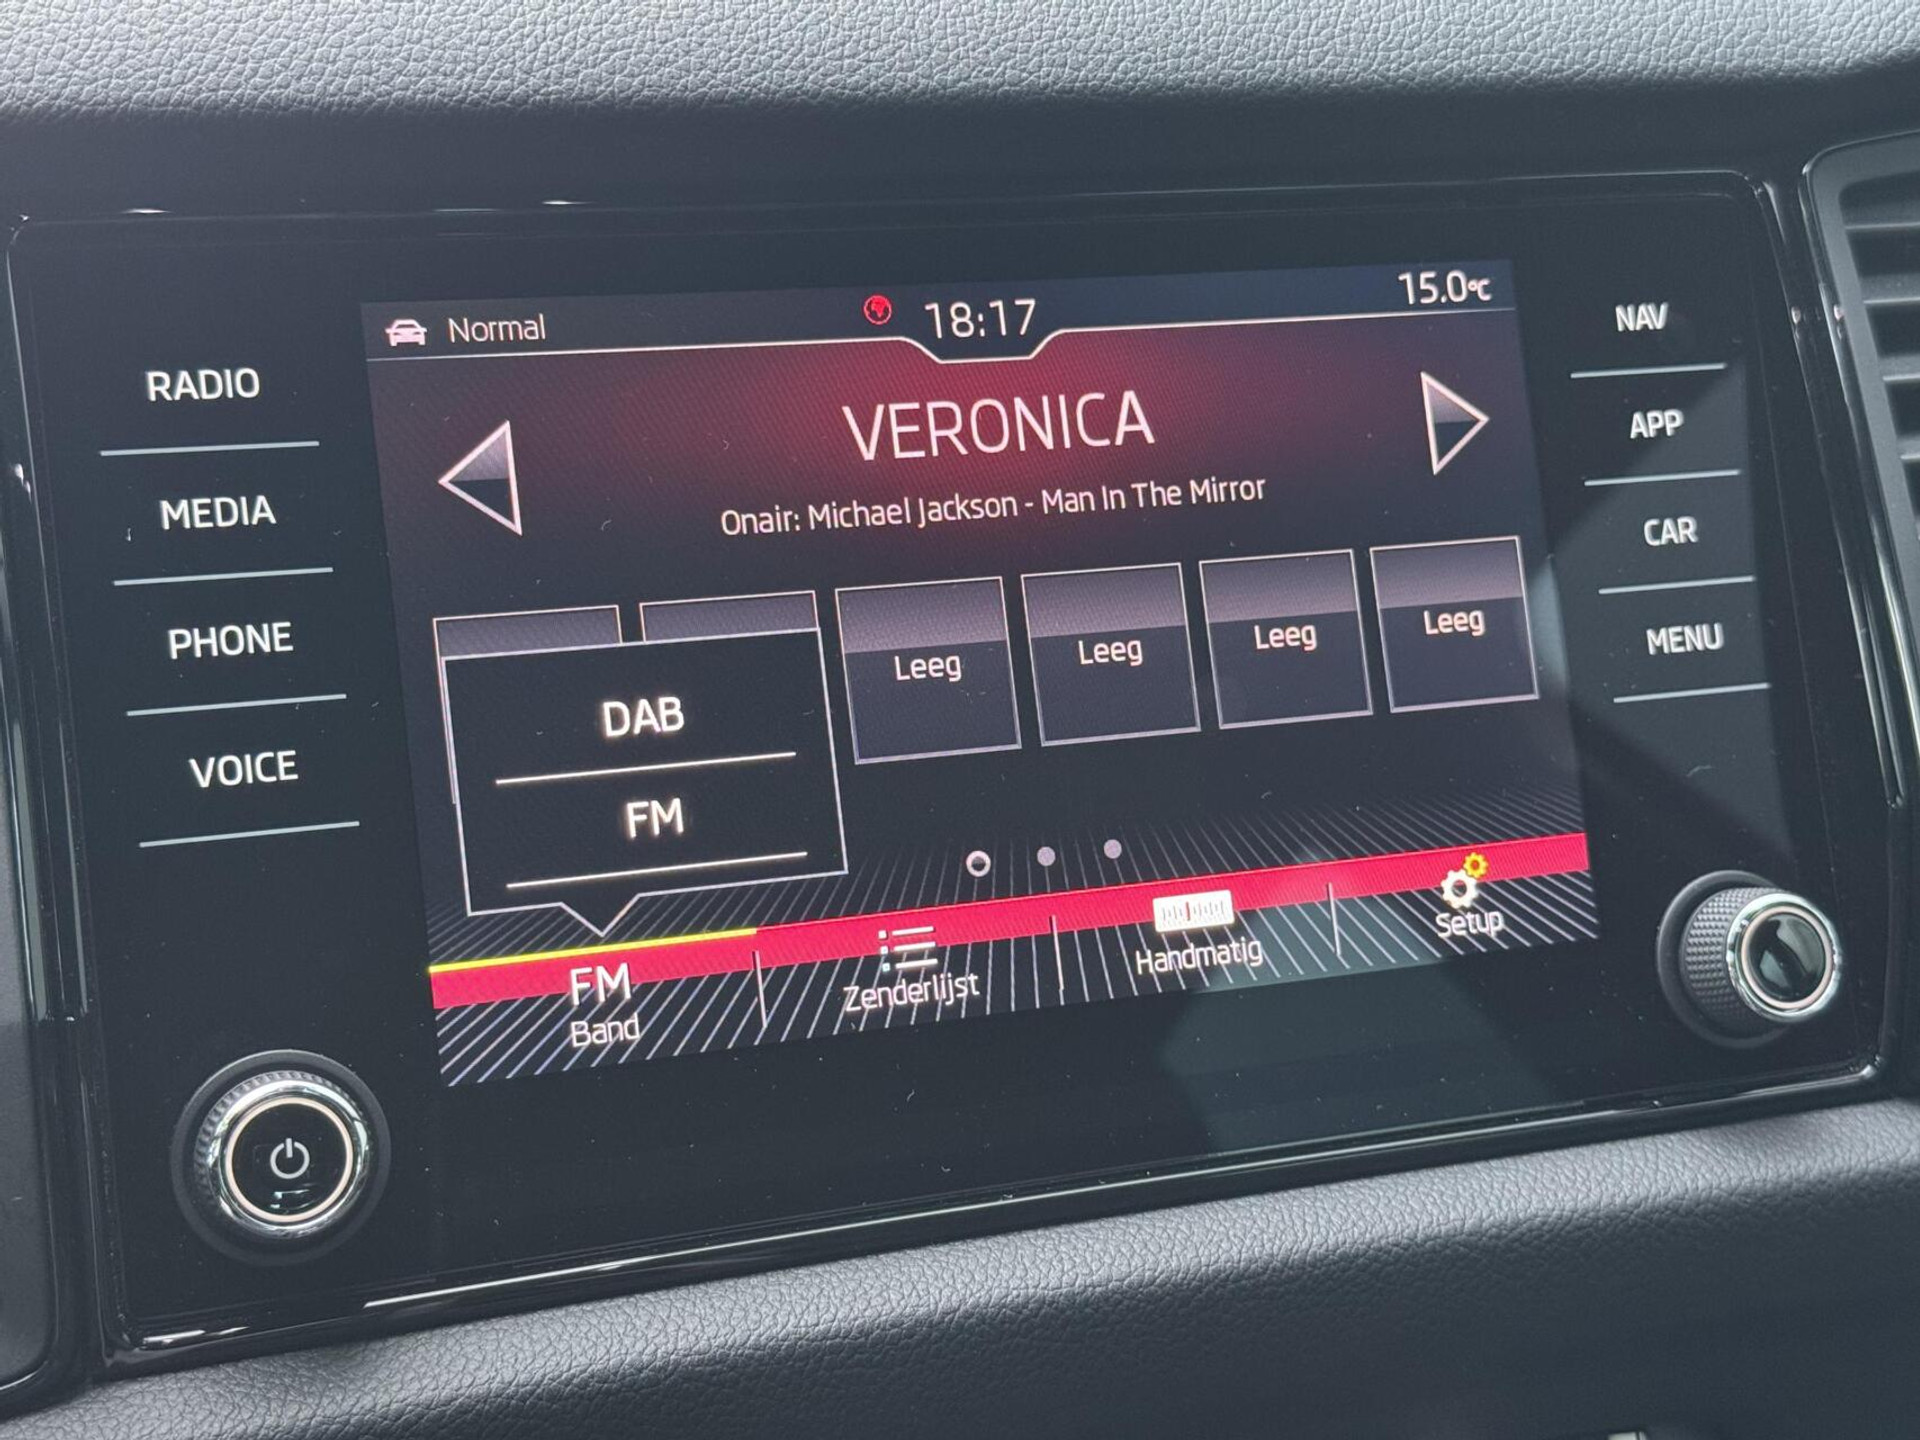 Normal
18:17
15.0°C
VERONICA
Onair: Michael Jackson - Man In The Mirror
Leeg
Leeg
Leeg
Leeg
DAB
FM
FM
Band
Zenderlijst
Handmatig
Setup
RADIO
MEDIA
PHONE
VOICE
NAV
APP
CAR
MENU